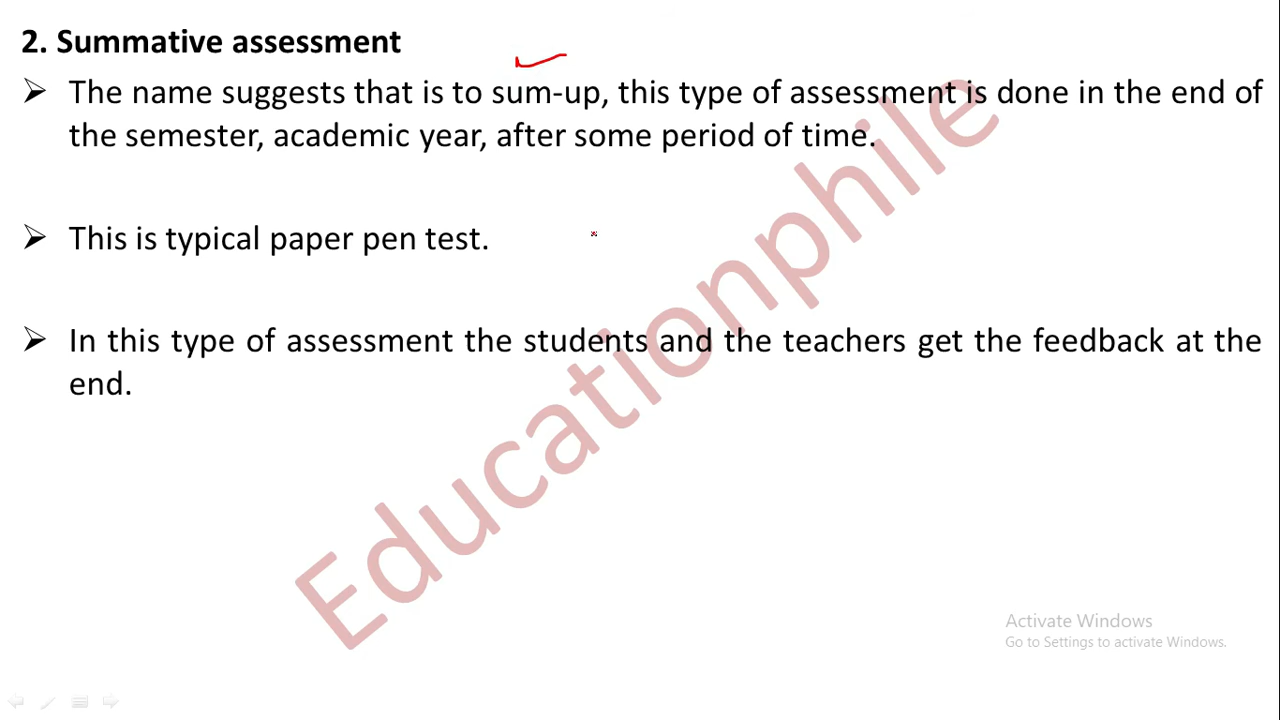 2. Summative assessment
➢ The name suggests that is to sum-up, this type of assessment is done in the end of
the semester, academic year, after some period of time.
➢ This is typical paper pen test.
➢ In this type of assessment the students and the teachers get the feedback at the
end.
Educationphile
Activate Windows
Go to Settings to activate Windows.